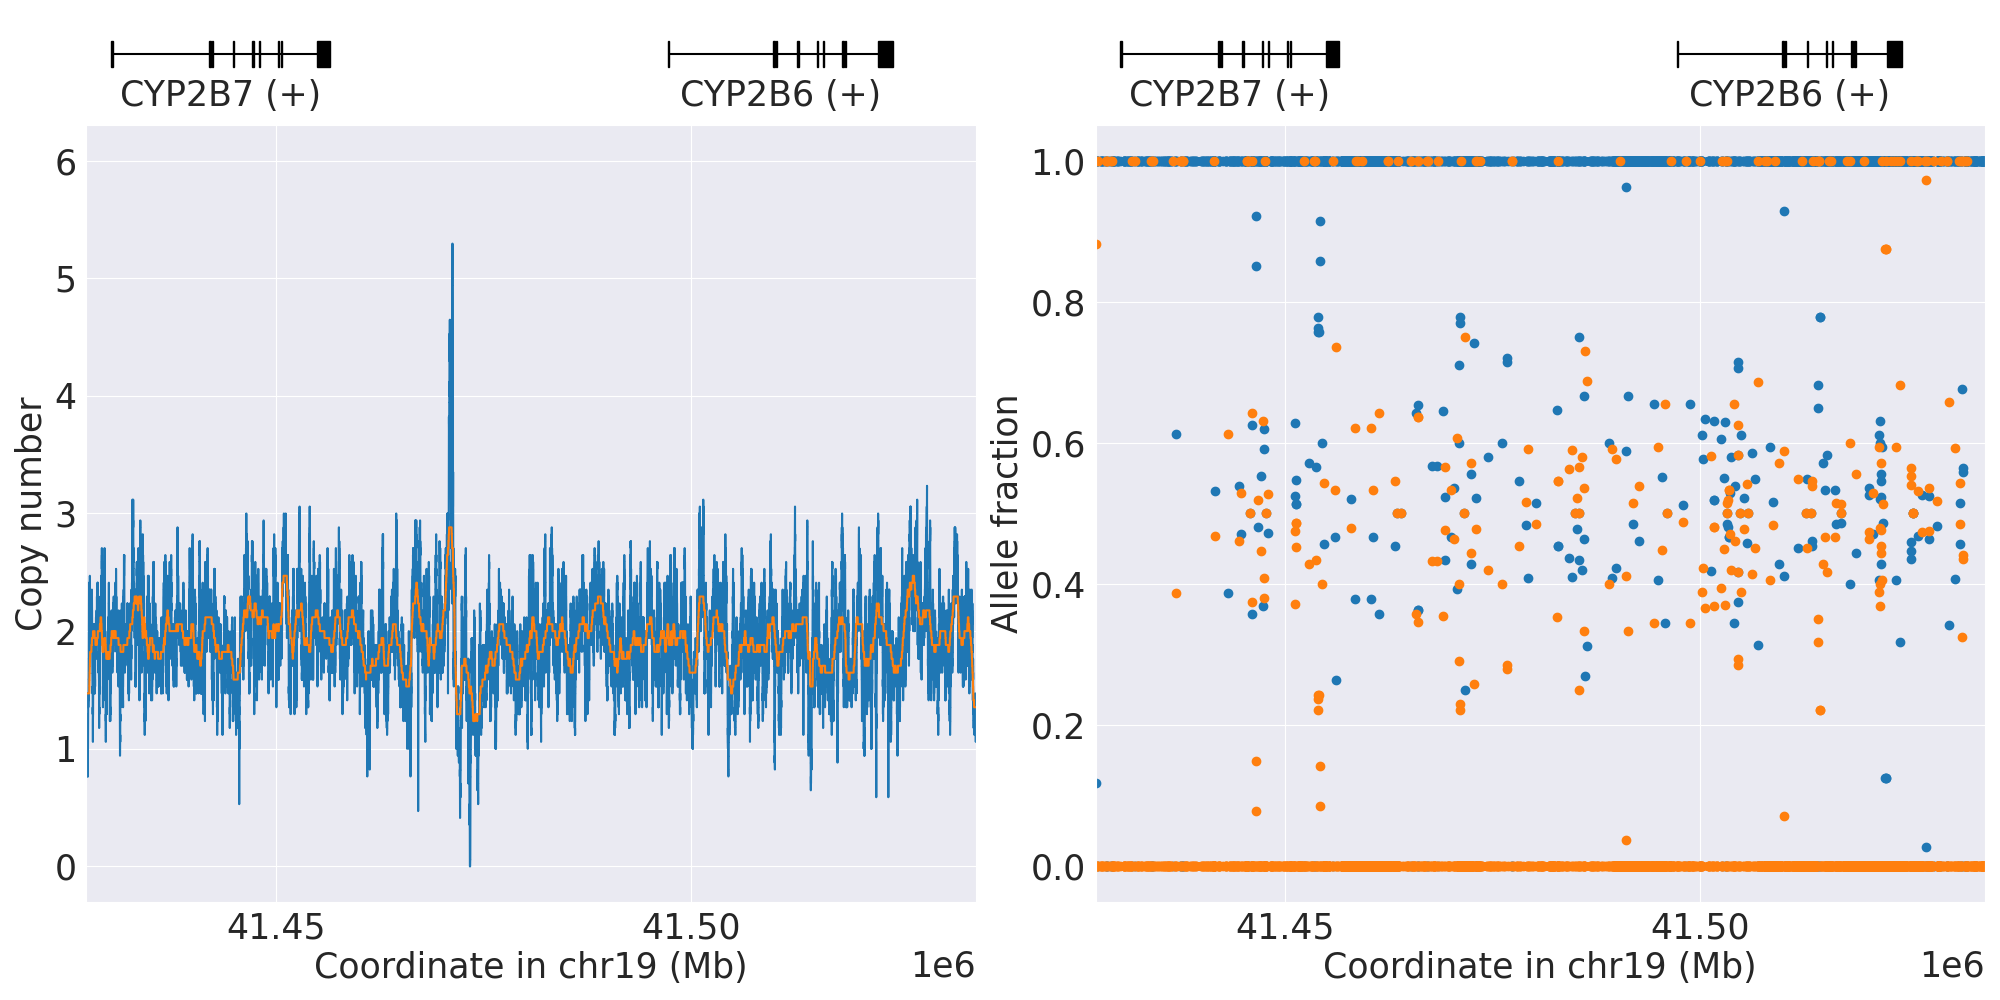 CYP2B7 (+)
CYP2B6 (+)
6
5
4
3
2
1
0
Copy number
41.45
41.50
Coordinate in chr19 (Mb)
1e6
CYP2B7 (+)
CYP2B6 (+)
1.0
0.8
0.6
0.4
0.2
0.0
Allele fraction
41.45
41.50
Coordinate in chr19 (Mb)
1e6